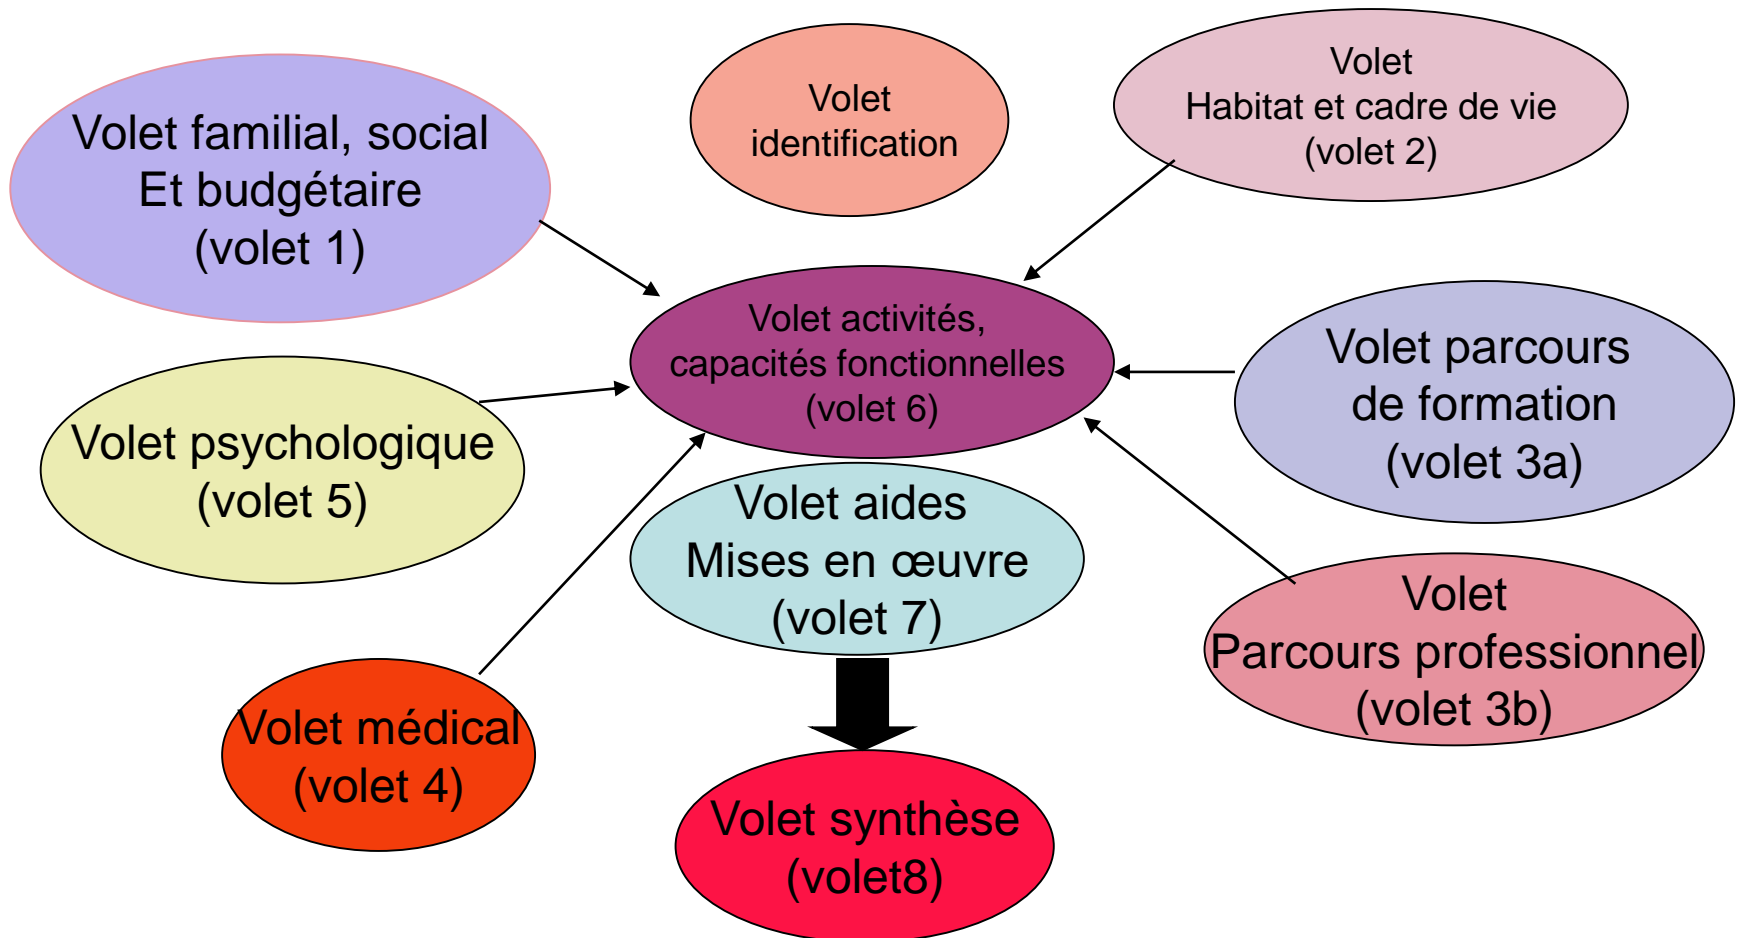 Volet familial, social
Et budgétaire
(volet 1)
Volet
identification
Volet
Habitat et cadre de vie
(volet 2)
Volet activités,
capacités fonctionnelles
(volet 6)
Volet parcours
de formation
(volet 3a)
Volet psychologique
(volet 5)
Volet aides
Mises en œuvre
(volet 7)
Volet
Parcours professionnel
(volet 3b)
Volet médical
(volet 4)
Volet synthèse
(volet8)